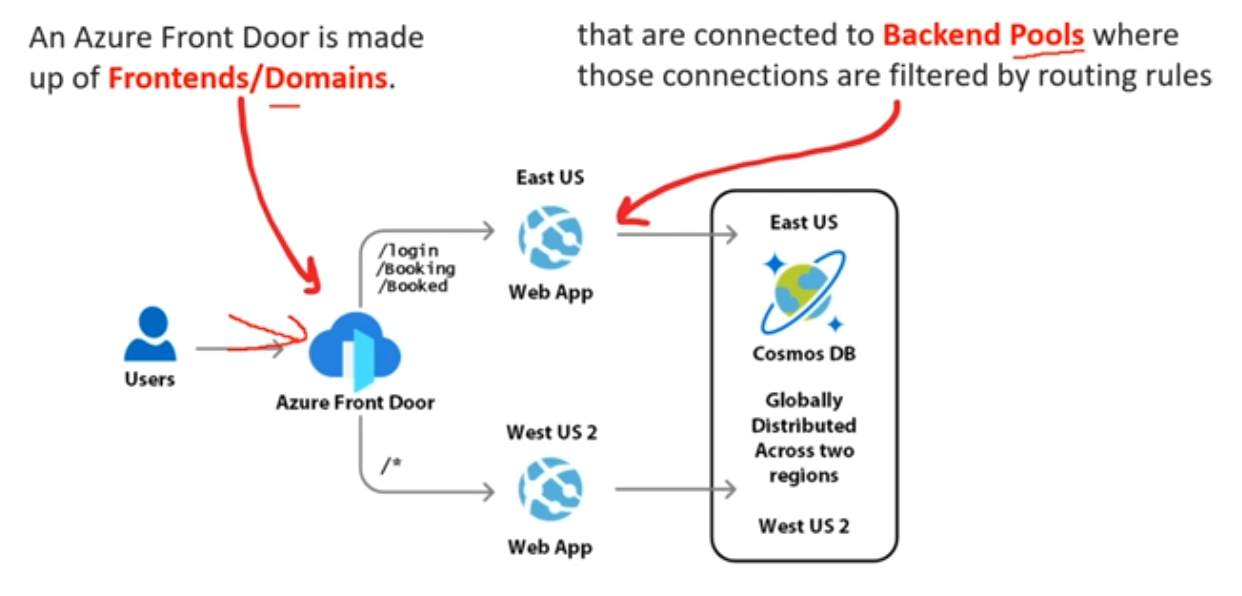 An Azure Front Door is made
up of Frontends/Domains.
that are connected to Backend Pools where
those connections are filtered by routing rules
East US
/login
/Booking
/Booked
Web App
Users
Azure Front Door
/*
West US 2
Web App
East US
Cosmos DB
Globally
Distributed
Across two
regions
West US 2